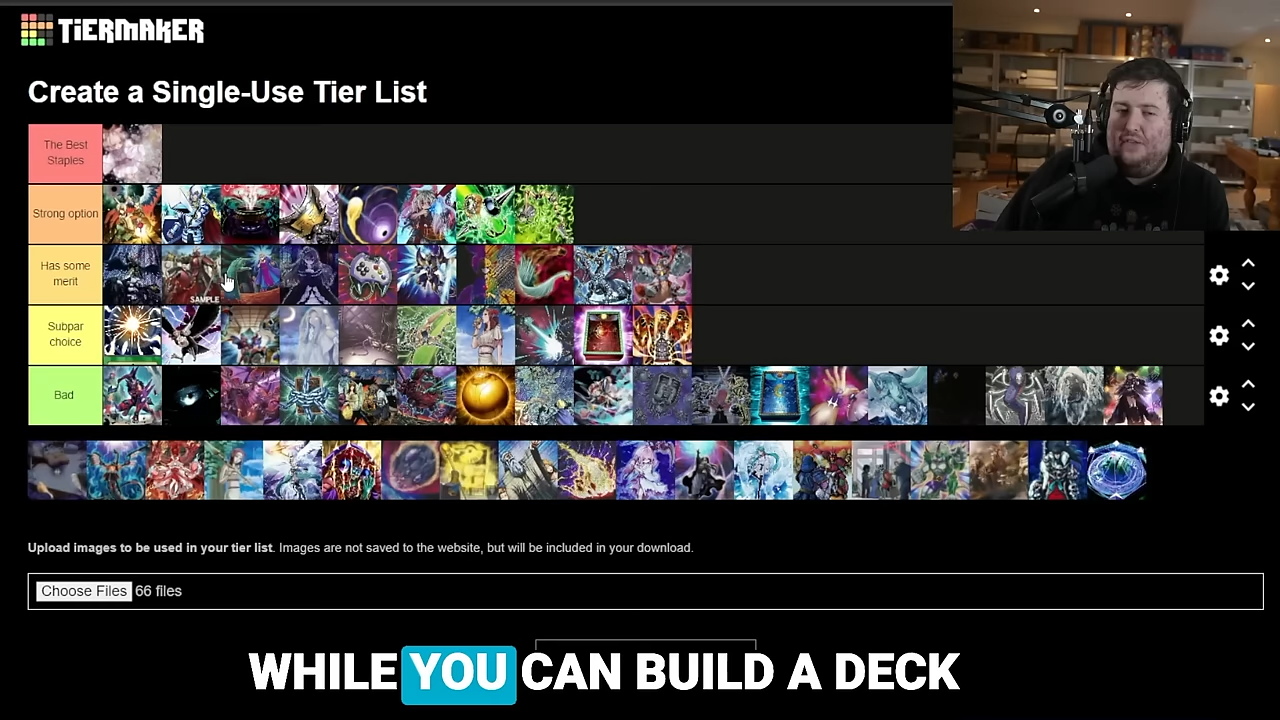 TiERMAKER
Create a Single-Use Tier List
The Best
Staples
Strong option
Has some
merit
SAMPLE
Subpar
choice
Bad
Upload images to be used in your tier list. Images are not saved to the website, but will be included in your download.
Choose Files 66 files
WHILE YOU CAN BUILD A DECK